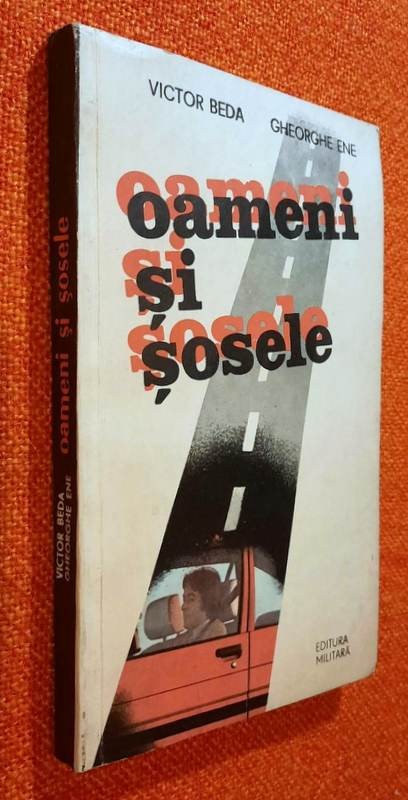 VICTOR BEDA
GHEORGHE ENE
oameni
și
șosele
EDITURA
MILITARĂ
VICTOR BEDA
GHEORGHE ENE
oameni și șosele